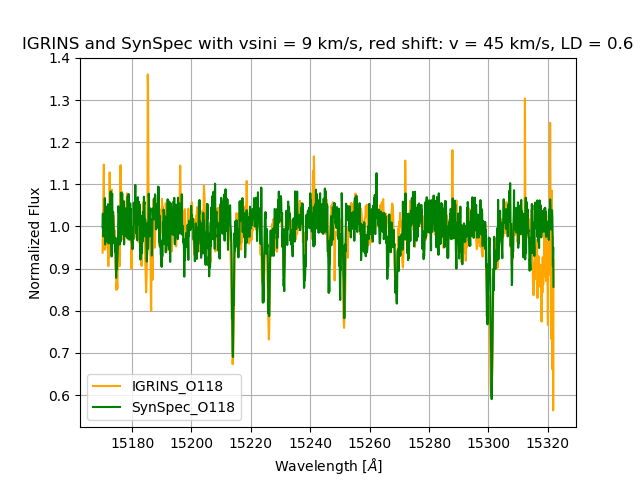 IGRINS and SynSpec with vsini = 9 km/s, red shift: v = 45 km/s, LD = 0.6
1.4
1.3
1.2
1.1
1.0
0.9
0.8
0.7
0.6
Normalized Flux
IGRINS_O118
SynSpec_O118
15180 15200 15220 15240 15260 15280 15300 15320
Wavelength [Å]